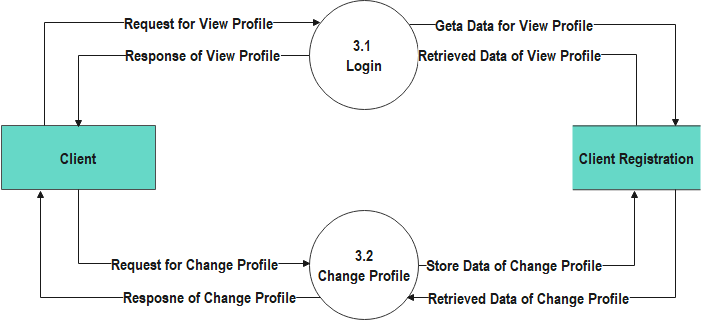 Request for View Profile
Geta Data for View Profile
3.1
Login
Response of View Profile
Retrieved Data of View Profile
Client
Client Registration
3.2
Change Profile
Request for Change Profile
Store Data of Change Profile
Resposne of Change Profile
Retrieved Data of Change Profile